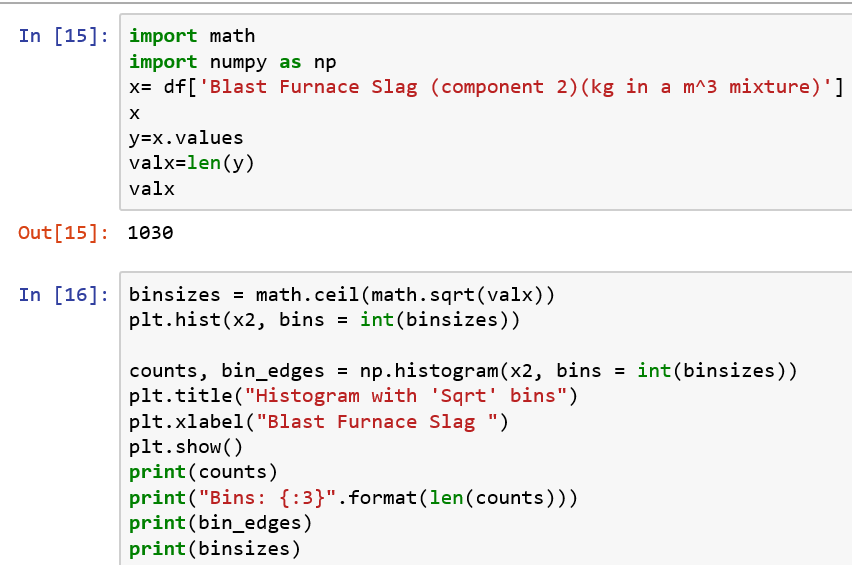 In [15]: import math
import numpy as np
x= df['Blast Furnace Slag (component 2)(kg in a m^3 mixture)']
x
y=x.values
valx=len(y)
valx
Out[15]: 1030
In [16]: binsizes = math.ceil(math.sqrt(valx))
plt.hist(x2, bins = int(binsizes))
counts, bin_edges = np.histogram(x2, bins = int(binsizes))
plt.title("Histogram with 'Sqrt' bins")
plt.xlabel("Blast Furnace Slag ")
plt.show()
print(counts)
print("Bins: {:3}".format(len(counts)))
print(bin_edges)
print(binsizes)